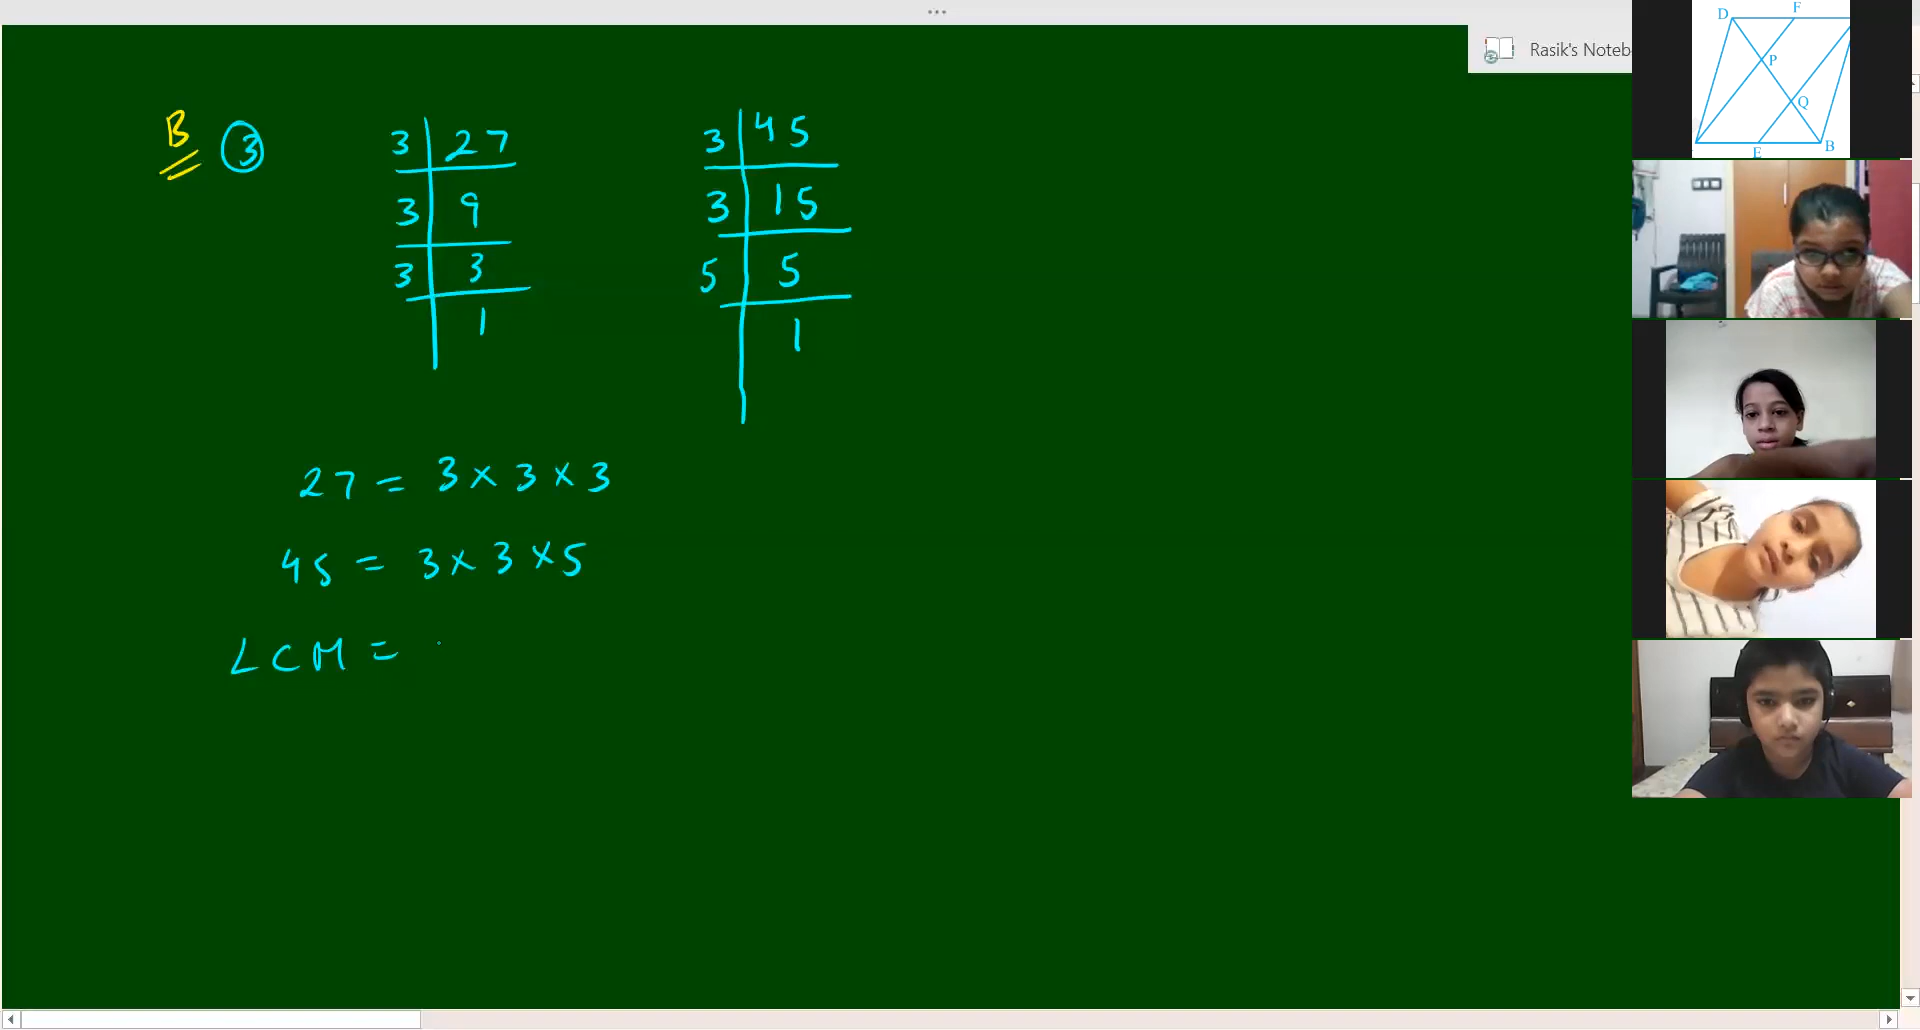 Rasik's Noteb
B 3
3 27
3 9
3 3
1
3 45
3 15
5 5
1
27 = 3 × 3 × 3
45 = 3 × 3 × 5
LCM =
D F
P
Q
E B